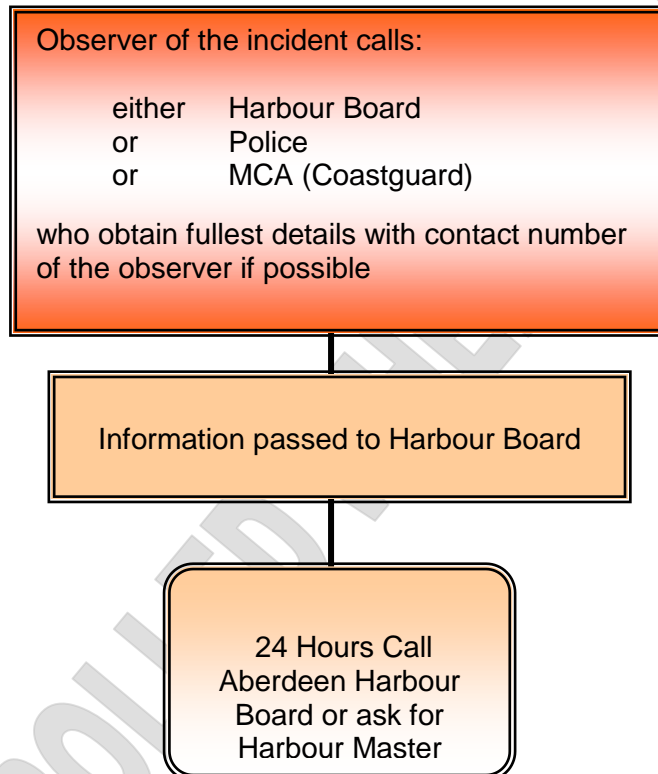 Observer of the incident calls:
either Harbour Board
or Police
or MCA (Coastguard)
who obtain fullest details with contact number
of the observer if possible
Information passed to Harbour Board
24 Hours Call
Aberdeen Harbour
Board or ask for
Harbour Master